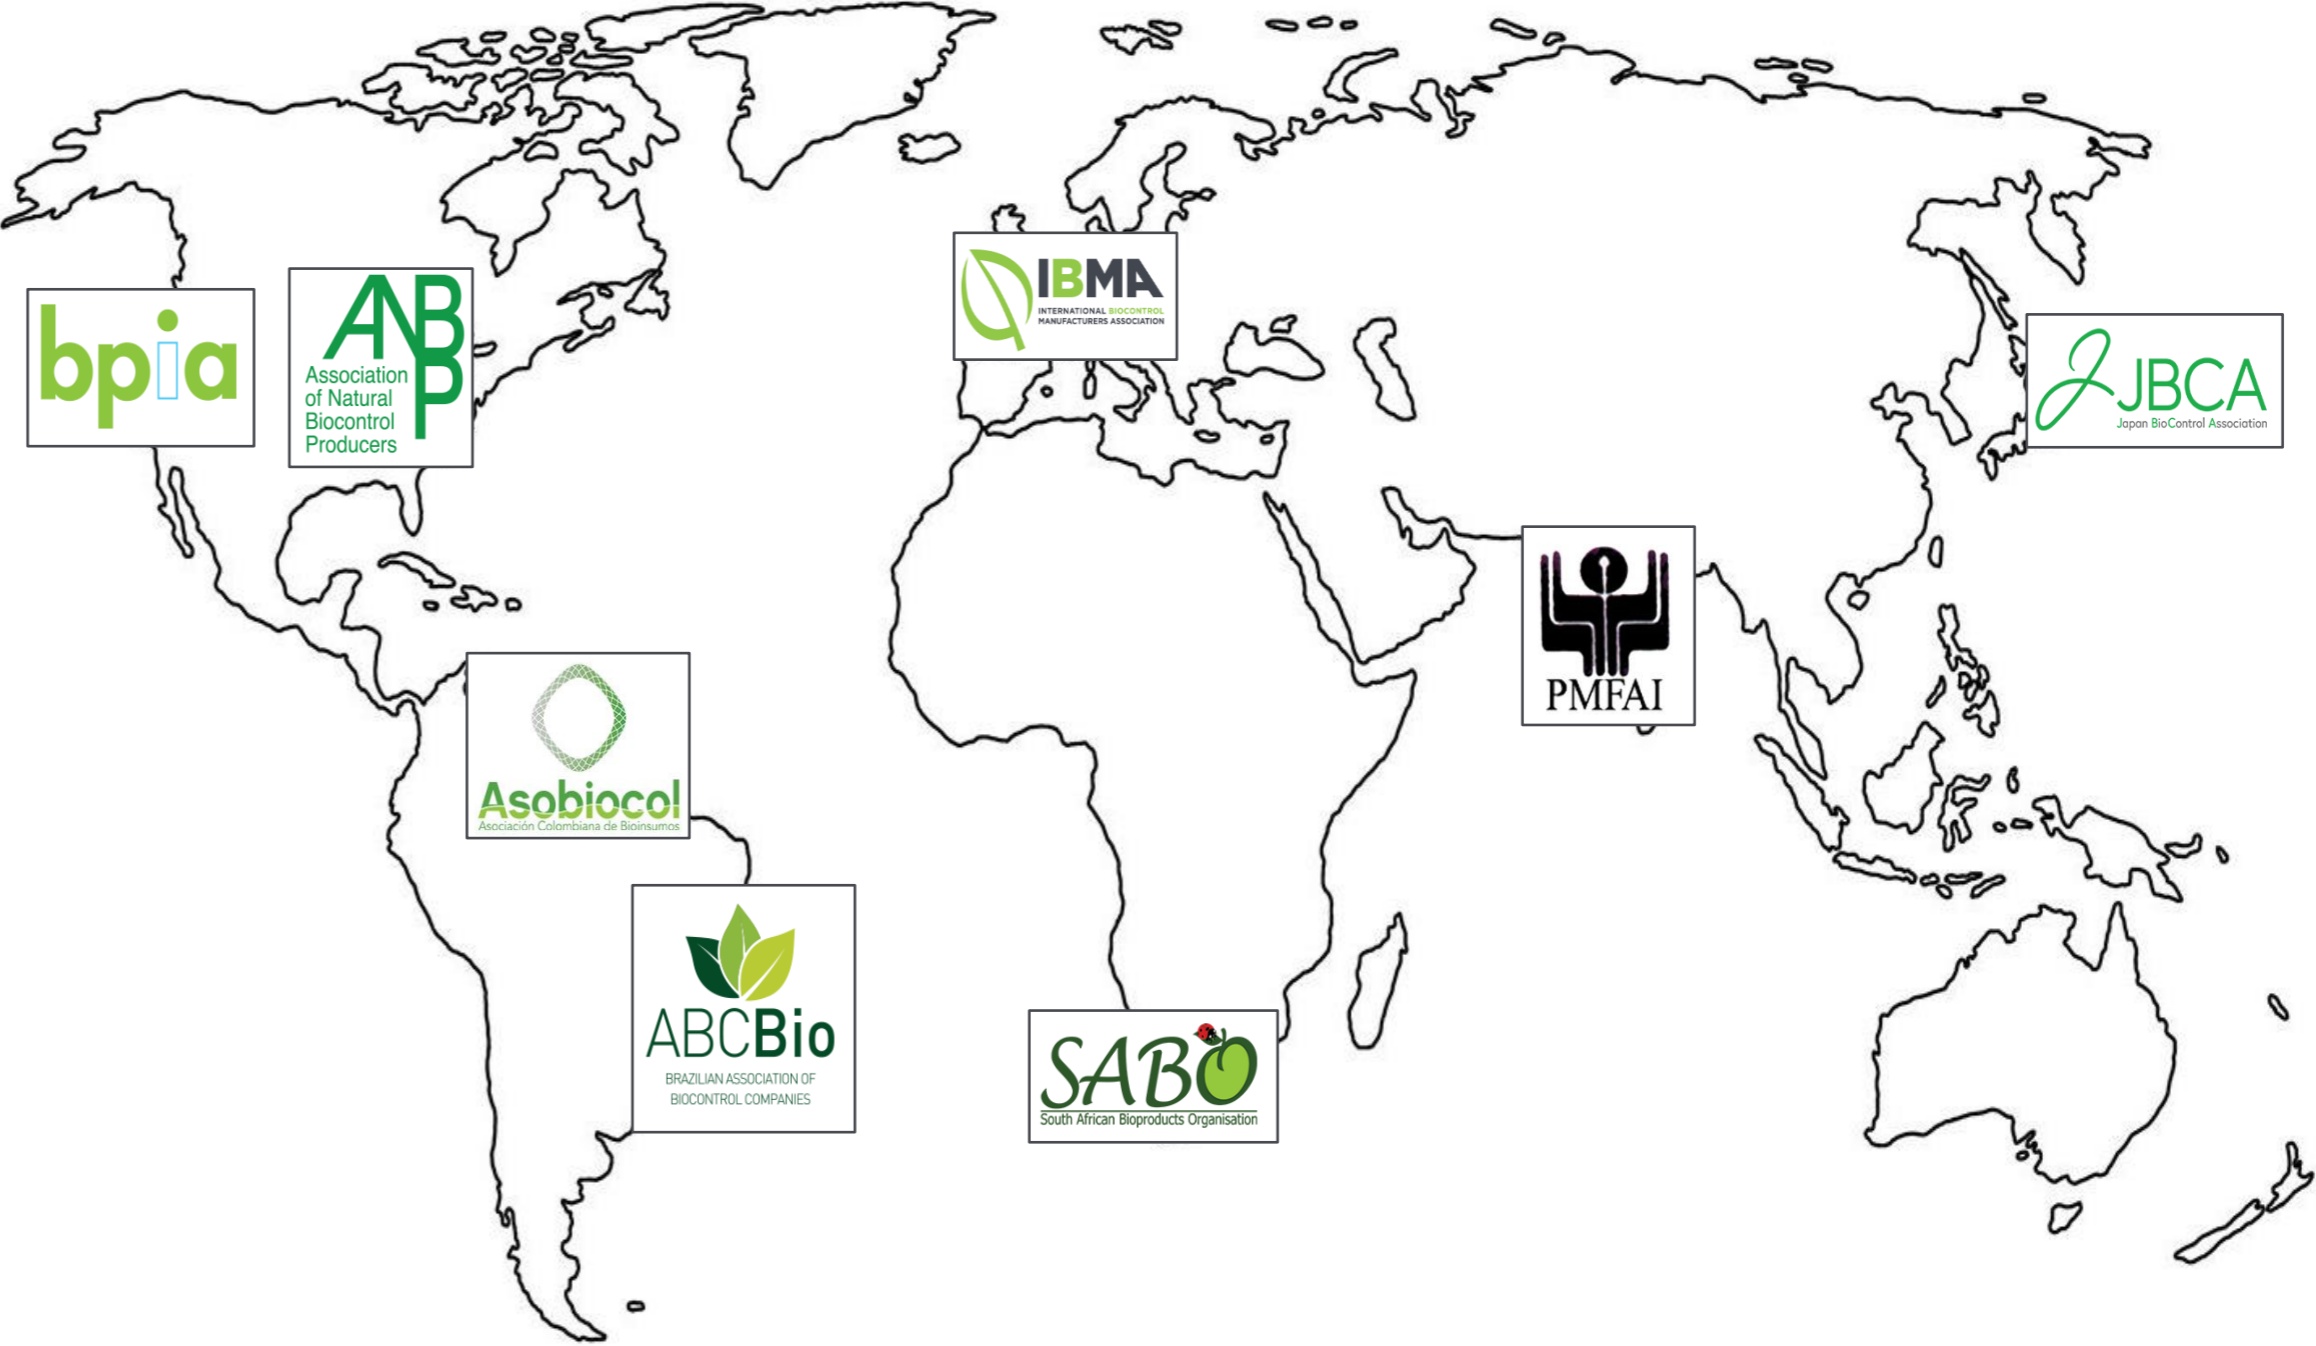 bpia
ANBP
Association
of Natural
Biocontrol
Producers
IBMA
INTERNATIONAL BIOCONTROL
MANUFACTURERS ASSOCIATION
JBCA
Japan BioControl Association
PMFAI
Asobiocol
Asociación Colombiana de Bioinsumos
ABCBio
BRAZILIAN ASSOCIATION OF
BIOCONTROL COMPANIES
SABO
South African Bioproducts Organisation